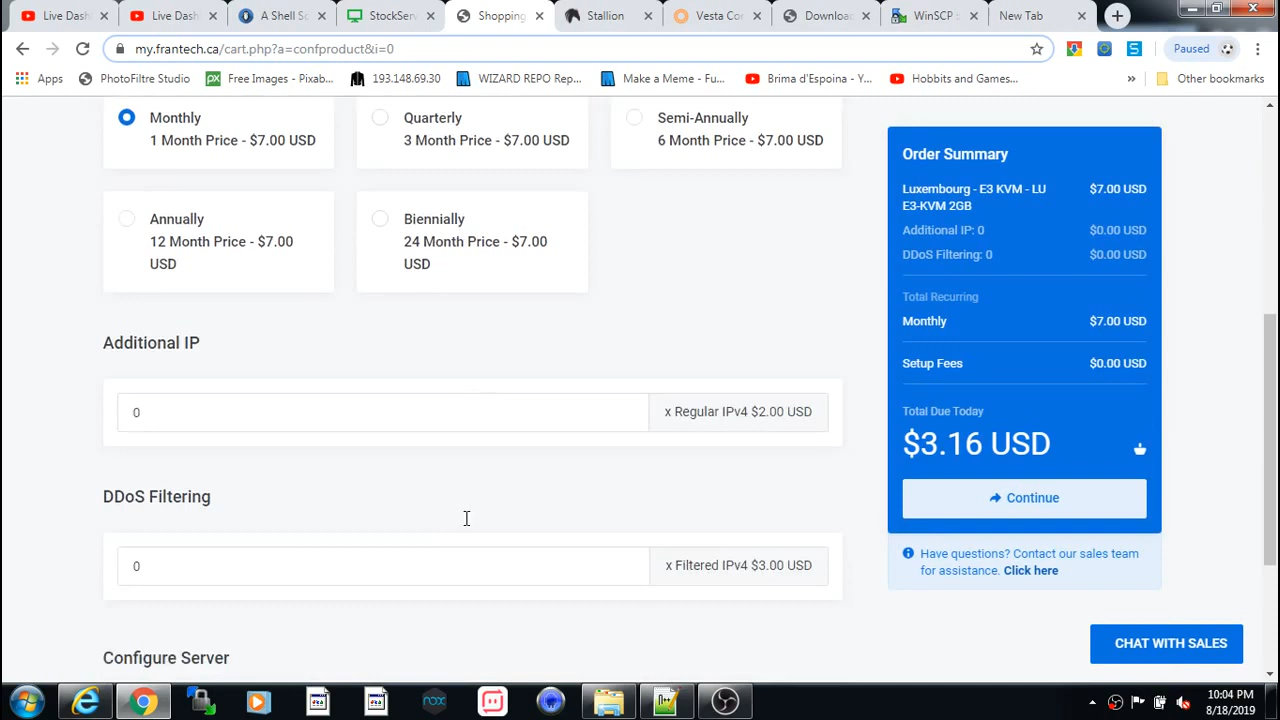 Live Dash
Live Dash
A Shell Sc
StockServ
Shopping
Stallion
Vesta Cor
Downloa
WinSCP
New Tab
my.frantech.ca/cart.php?a=confproduct&i=0
Paused
Apps
PhotoFiltre Studio
Free Images - Pixab...
193.148.69.30
WIZARD REPO Rep...
Make a Meme - Fu...
Brima d'Espoina - Y...
Hobbits and Games...
»
Other bookmarks
Monthly
1 Month Price - $7.00 USD
Quarterly
3 Month Price - $7.00 USD
Semi-Annually
6 Month Price - $7.00 USD
Annually
12 Month Price - $7.00
USD
Biennially
24 Month Price - $7.00
USD
Additional IP
0
x Regular IPv4 $2.00 USD
DDoS Filtering
0
x Filtered IPv4 $3.00 USD
Configure Server
Order Summary
Luxembourg - E3 KVM - LU $7.00 USD
E3-KVM 2GB
Additional IP: 0 $0.00 USD
DDoS Filtering: 0 $0.00 USD
Total Recurring
Monthly $7.00 USD
Setup Fees $0.00 USD
Total Due Today
$3.16 USD
Continue
Have questions? Contact our sales team
for assistance. Click here
CHAT WITH SALES
nox
10:04 PM
8/18/2019